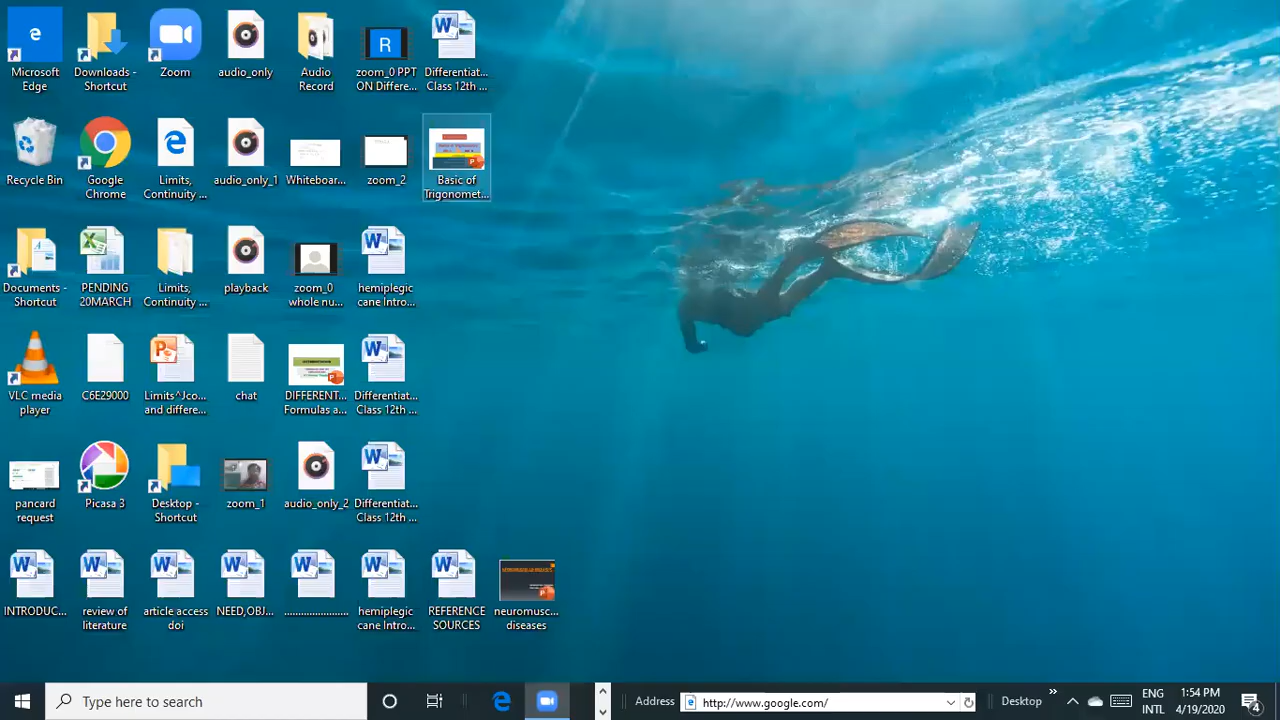 Microsoft
Edge
Downloads -
Shortcut
Zoom
audio_only
Audio
Record
zoom_0 PPT
ON Differe...
Differentiat...
Class 12th ...
Recycle Bin
Google
Chrome
Limits,
Continuity ...
audio_only_1
Whiteboar...
zoom_2
Basic of
Trigonomet...
Documents -
Shortcut
PENDING
20MARCH
Limits,
Continuity ...
playback
zoom_0
whole nu...
hemiplegic
cane Intro...
VLC media
player
C6E29000
Limits^Jco...
and differe...
chat
DIFFERENT...
Formulas a...
Differentiat...
Class 12th ...
pancard
request
Picasa 3
Desktop -
Shortcut
zoom_1
audio_only_2
Differentiat...
Class 12th ...
INTRODUC...
review of
literature
article access
doi
NEED,OBJ...
......................
hemiplegic
cane Intro...
REFERENCE
SOURCES
neuromusc...
diseases
Type here to search
Address
http://www.google.com/
Desktop
ENG
INTL
1:54 PM
4/19/2020
4